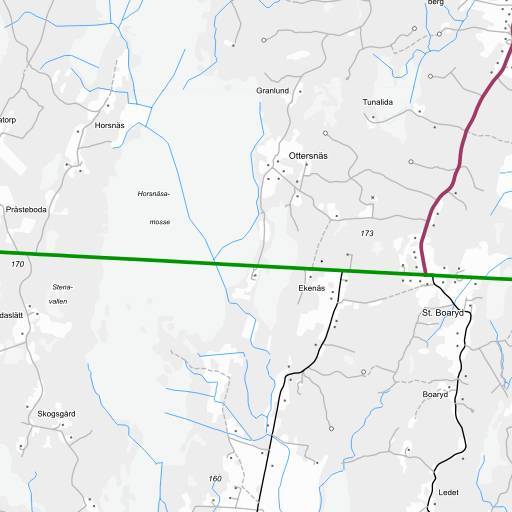 berg
Granlund
Tunalida
atorp
Horsnäs
Ottersnäs
Horsnäsa-
mosse
Prästeboda
173
170
Stena-
vallen
Ekenäs
daslätt
St. Boaryd
Boaryd
Skogsgård
160
Ledet